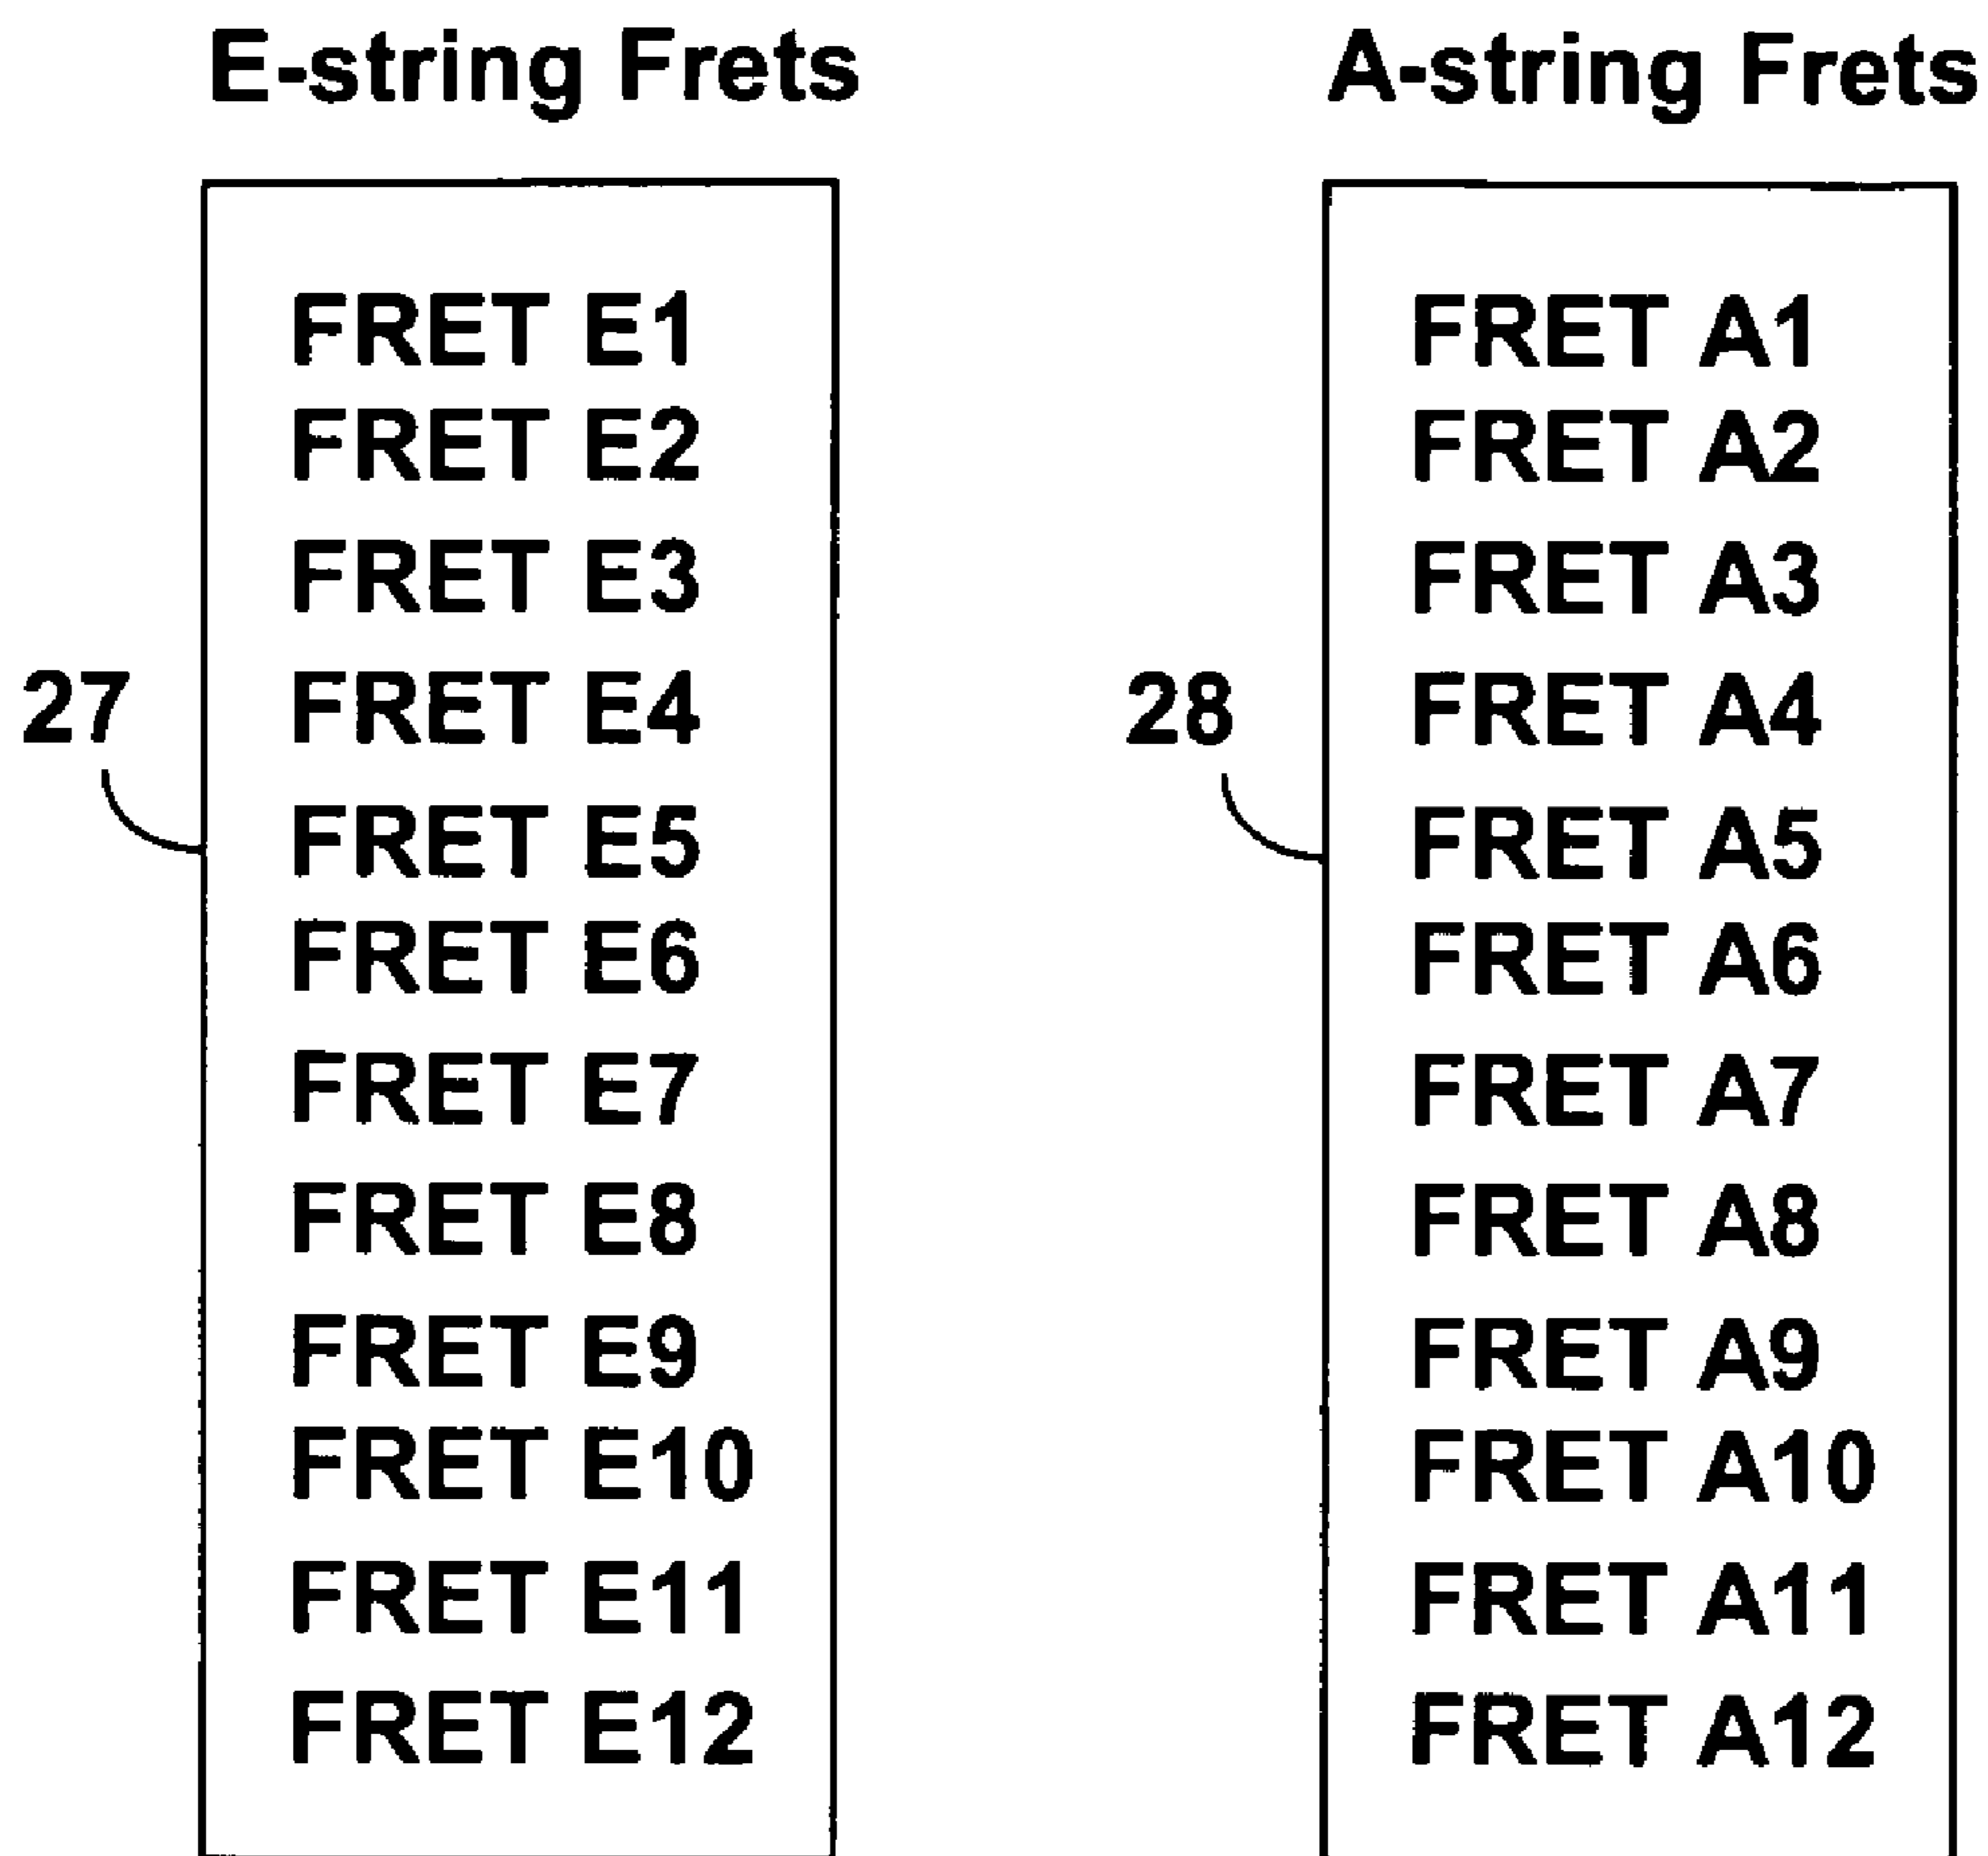 E-string Frets
FRET E1
FRET E2
FRET E3
27
FRET E4
FRET E5
FRET E6
FRET E7
FRET E8
FRET E9
FRET E10
FRET E11
FRET E12
A-string Frets
FRET A1
FRET A2
FRET A3
28
FRET A4
FRET A5
FRET A6
FRET A7
FRET A8
FRET A9
FRET A10
FRET A11
FRET A12